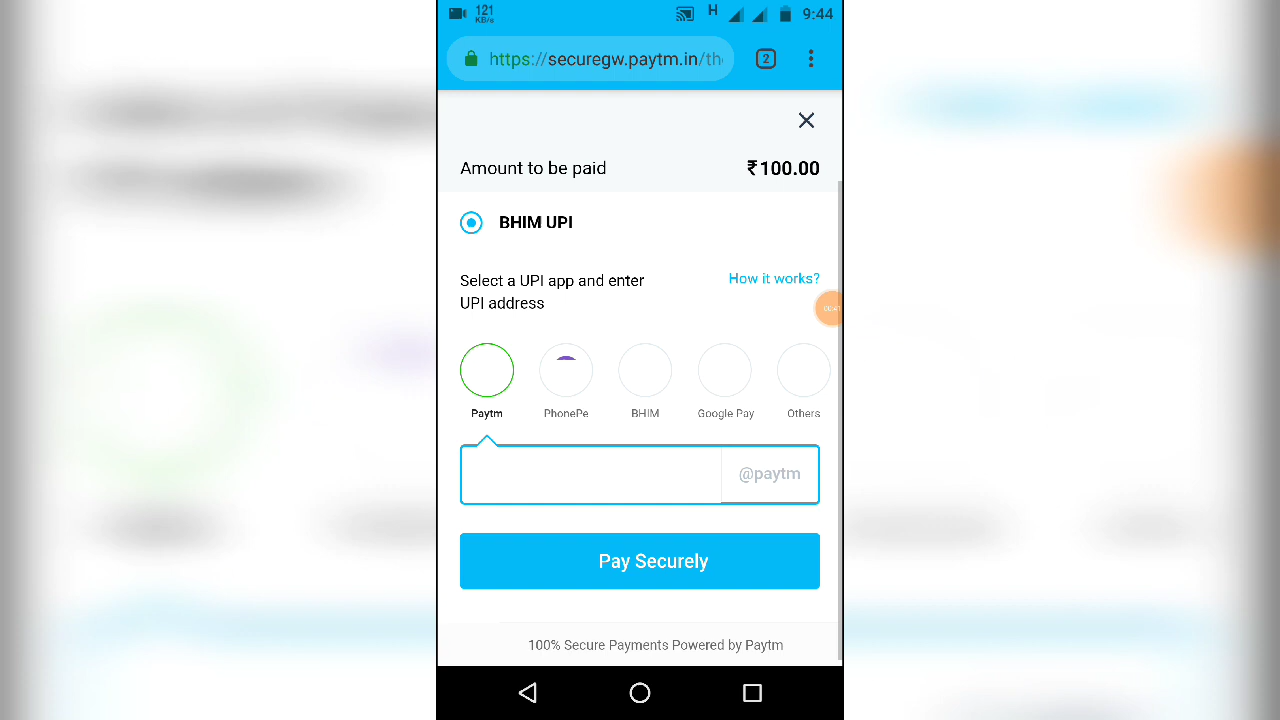 121
KB/s
H
9:44
https://securegw.paytm.in/th
2
Amount to be paid ₹100.00
BHIM UPI
Select a UPI app and enter How it works?
UPI address
Paytm PhonePe BHIM Google Pay Others
@paytm
Pay Securely
100% Secure Payments Powered by Paytm